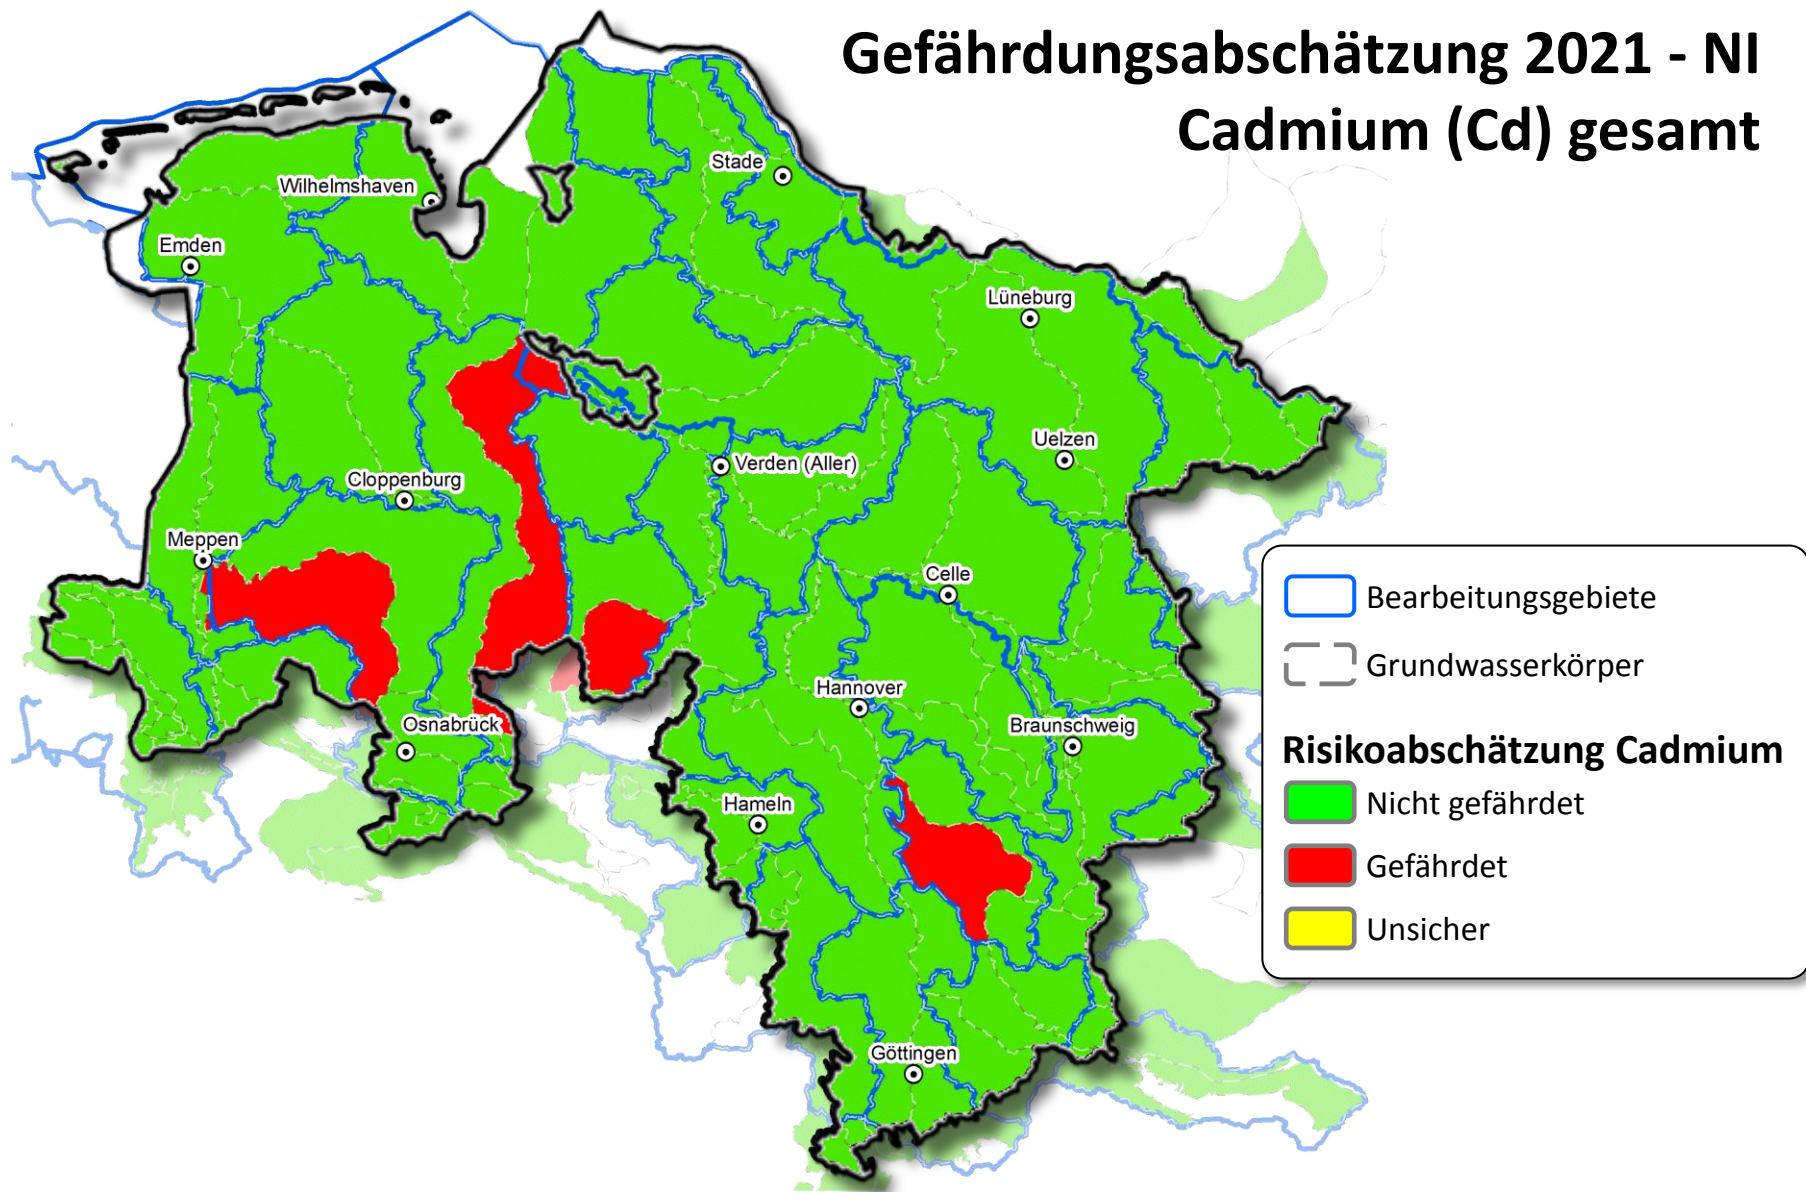 Gefährdungsabschätzung 2021 - NI
Cadmium (Cd) gesamt
Stade
Wilhelmshaven
Emden
Lüneburg
Uelzen
Verden (Aller)
Cloppenburg
Meppen
Celle
Hannover
Osnabrück
Braunschweig
Hameln
Göttingen
Bearbeitungsgebiete
Grundwasserkörper
Risikoabschätzung Cadmium
Nicht gefährdet
Gefährdet
Unsicher